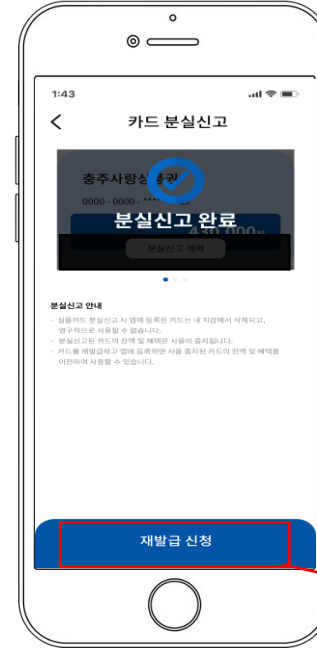 1:43
카드 분실신고
충주사랑상품권
0000 - 0000 - ****
분실신고 완료
430,000
분실신고 해제
분실신고 안내
· 실물카드 분실신고 시 앱에 등록된 카드는 내 지갑에서 삭제되고,
영구적으로 사용할 수 없습니다.
· 분실신고된 카드의 잔액 및 혜택은 사용이 중지됩니다.
· 카드를 재발급하고 앱에 등록하면 사용 중지된 카드의 잔액 및 혜택을
이전하여 사용할 수 있습니다.
재발급 신청